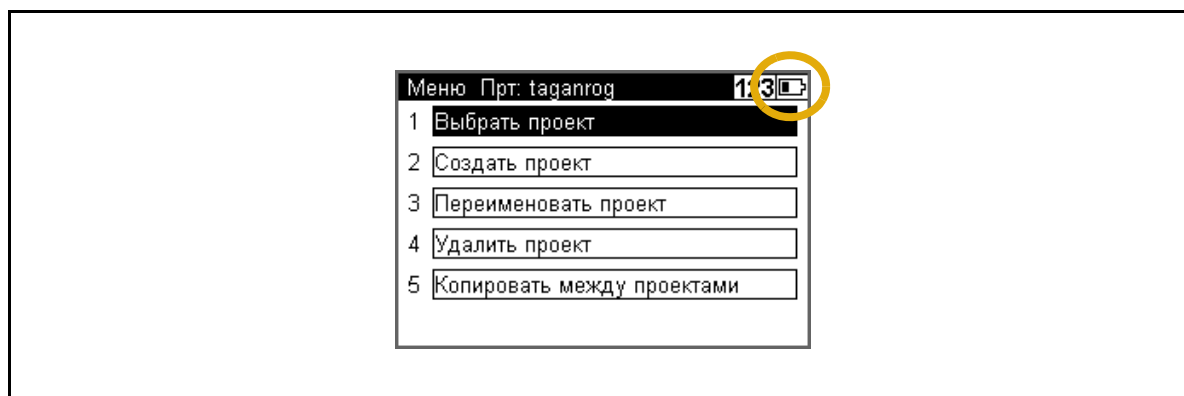 Меню Прт: taganrog 123
1 Выбрать проект
2 Создать проект
3 Переименовать проект
4 Удалить проект
5 Копировать между проектами